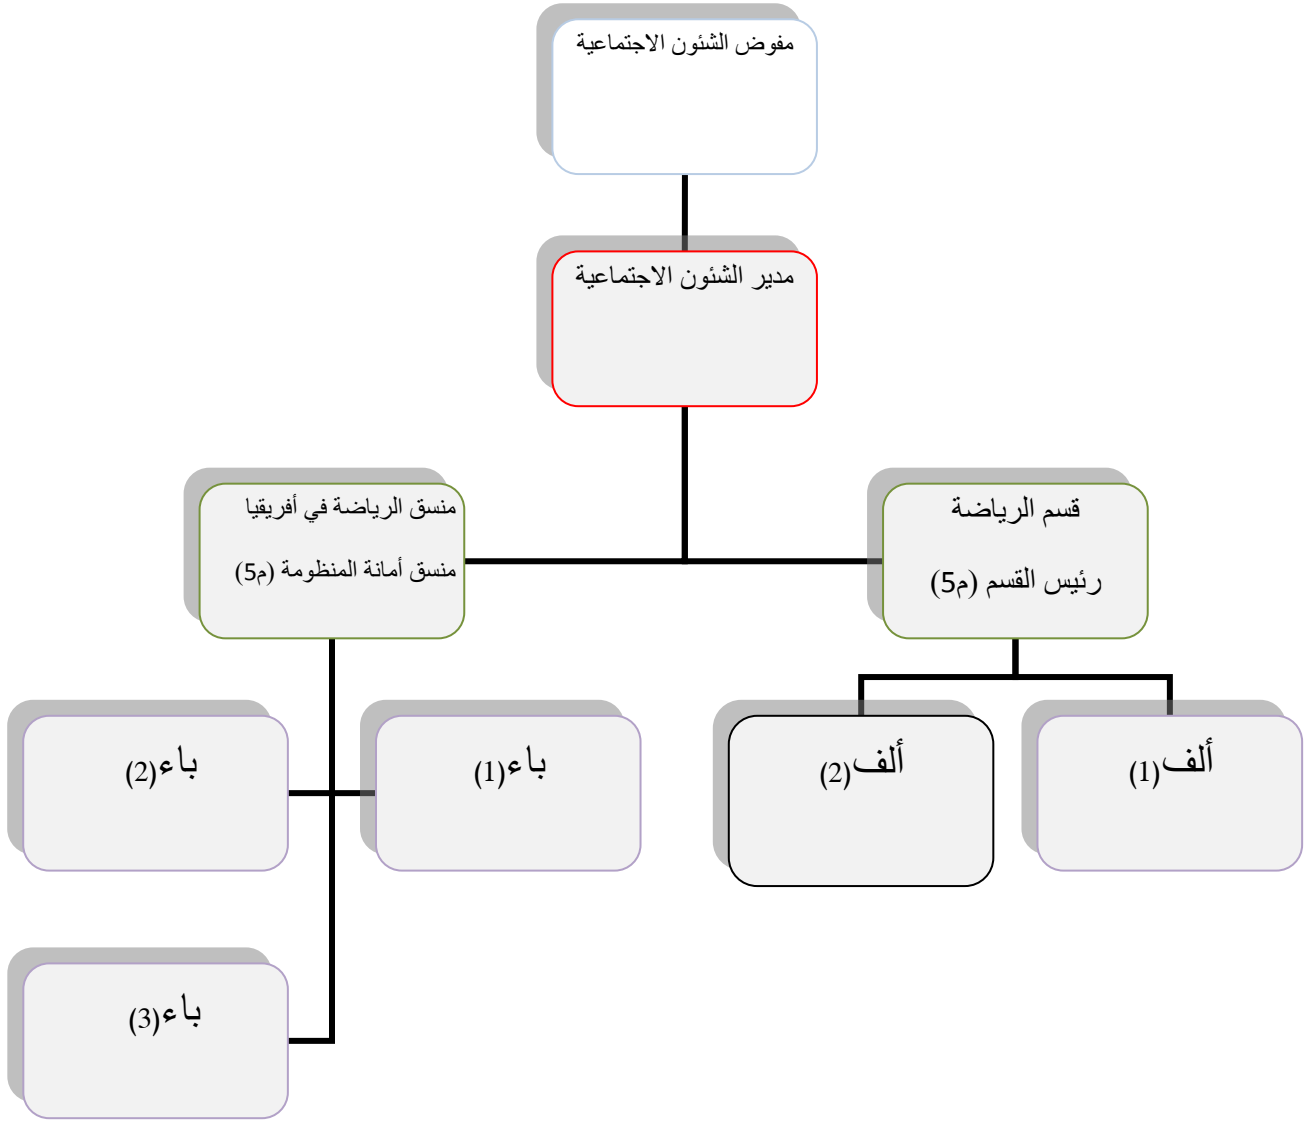 مفوض الشئون الاجتماعية
مدير الشئون الاجتماعية
قسم الرياضة
رئيس القسم (م5)
منسق الرياضة في أفريقيا
منسق أمانة المنظومة (م5)
ألف(1)
ألف(2)
باء(1)
باء(2)
باء(3)